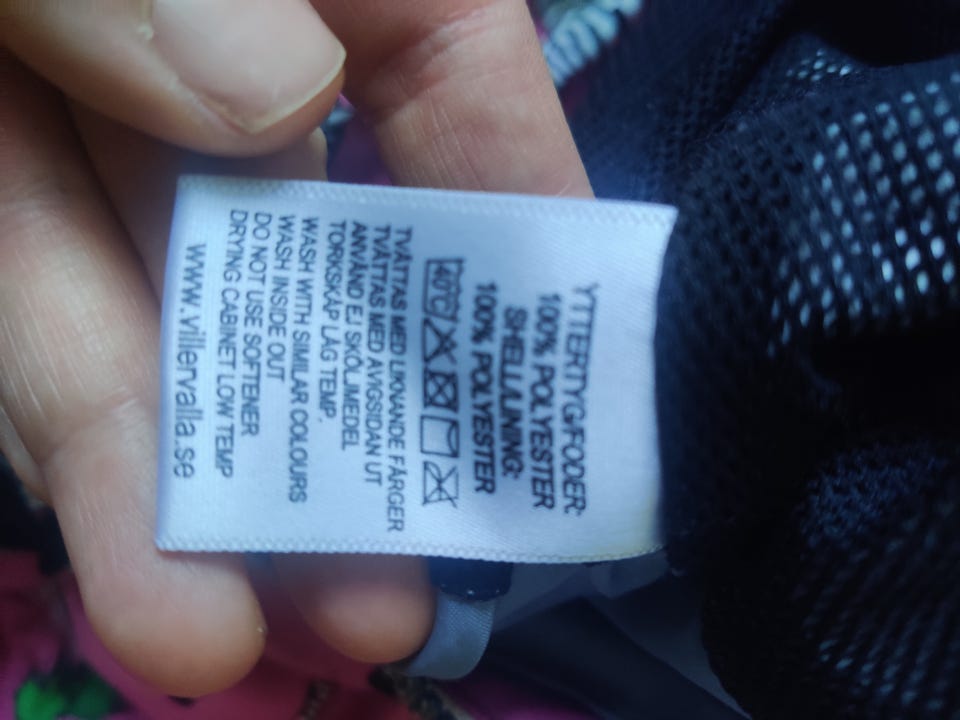 YTTERTYG/FODER:
100% POLYESTER
SHELL/LINING:
100% POLYESTER
40°C
TVÄTTAS MED LIKNANDE FÄRGER
TVÄTTAS MED AVIGSIDAN UT
ANVÄND EJ SKÖLJMEDEL
TORKSKÅP LÅG TEMP.
WASH WITH SIMILAR COLOURS
WASH INSIDE OUT
DO NOT USE SOFTENER
DRYING CABINET LOW TEMP
www.villervalla.se